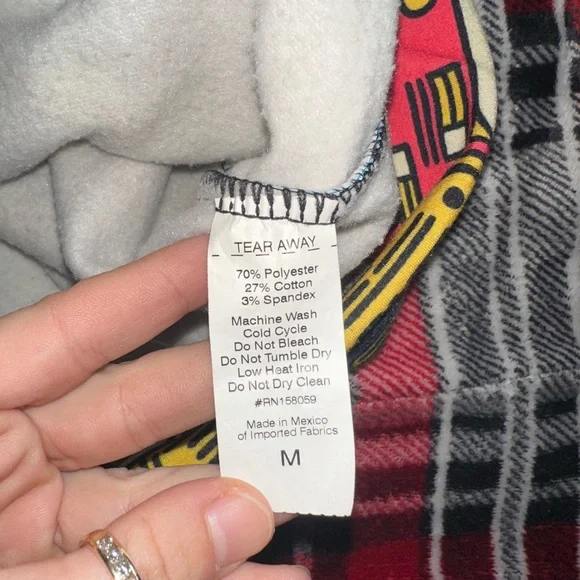 TEAR AWAY
70% Polyester
27% Cotton
3% Spandex
Machine Wash
Cold Cycle
Do Not Bleach
Do Not Tumble Dry
Low Heat Iron
Do Not Dry Clean
#RN158059
Made in Mexico
of Imported Fabrics
M